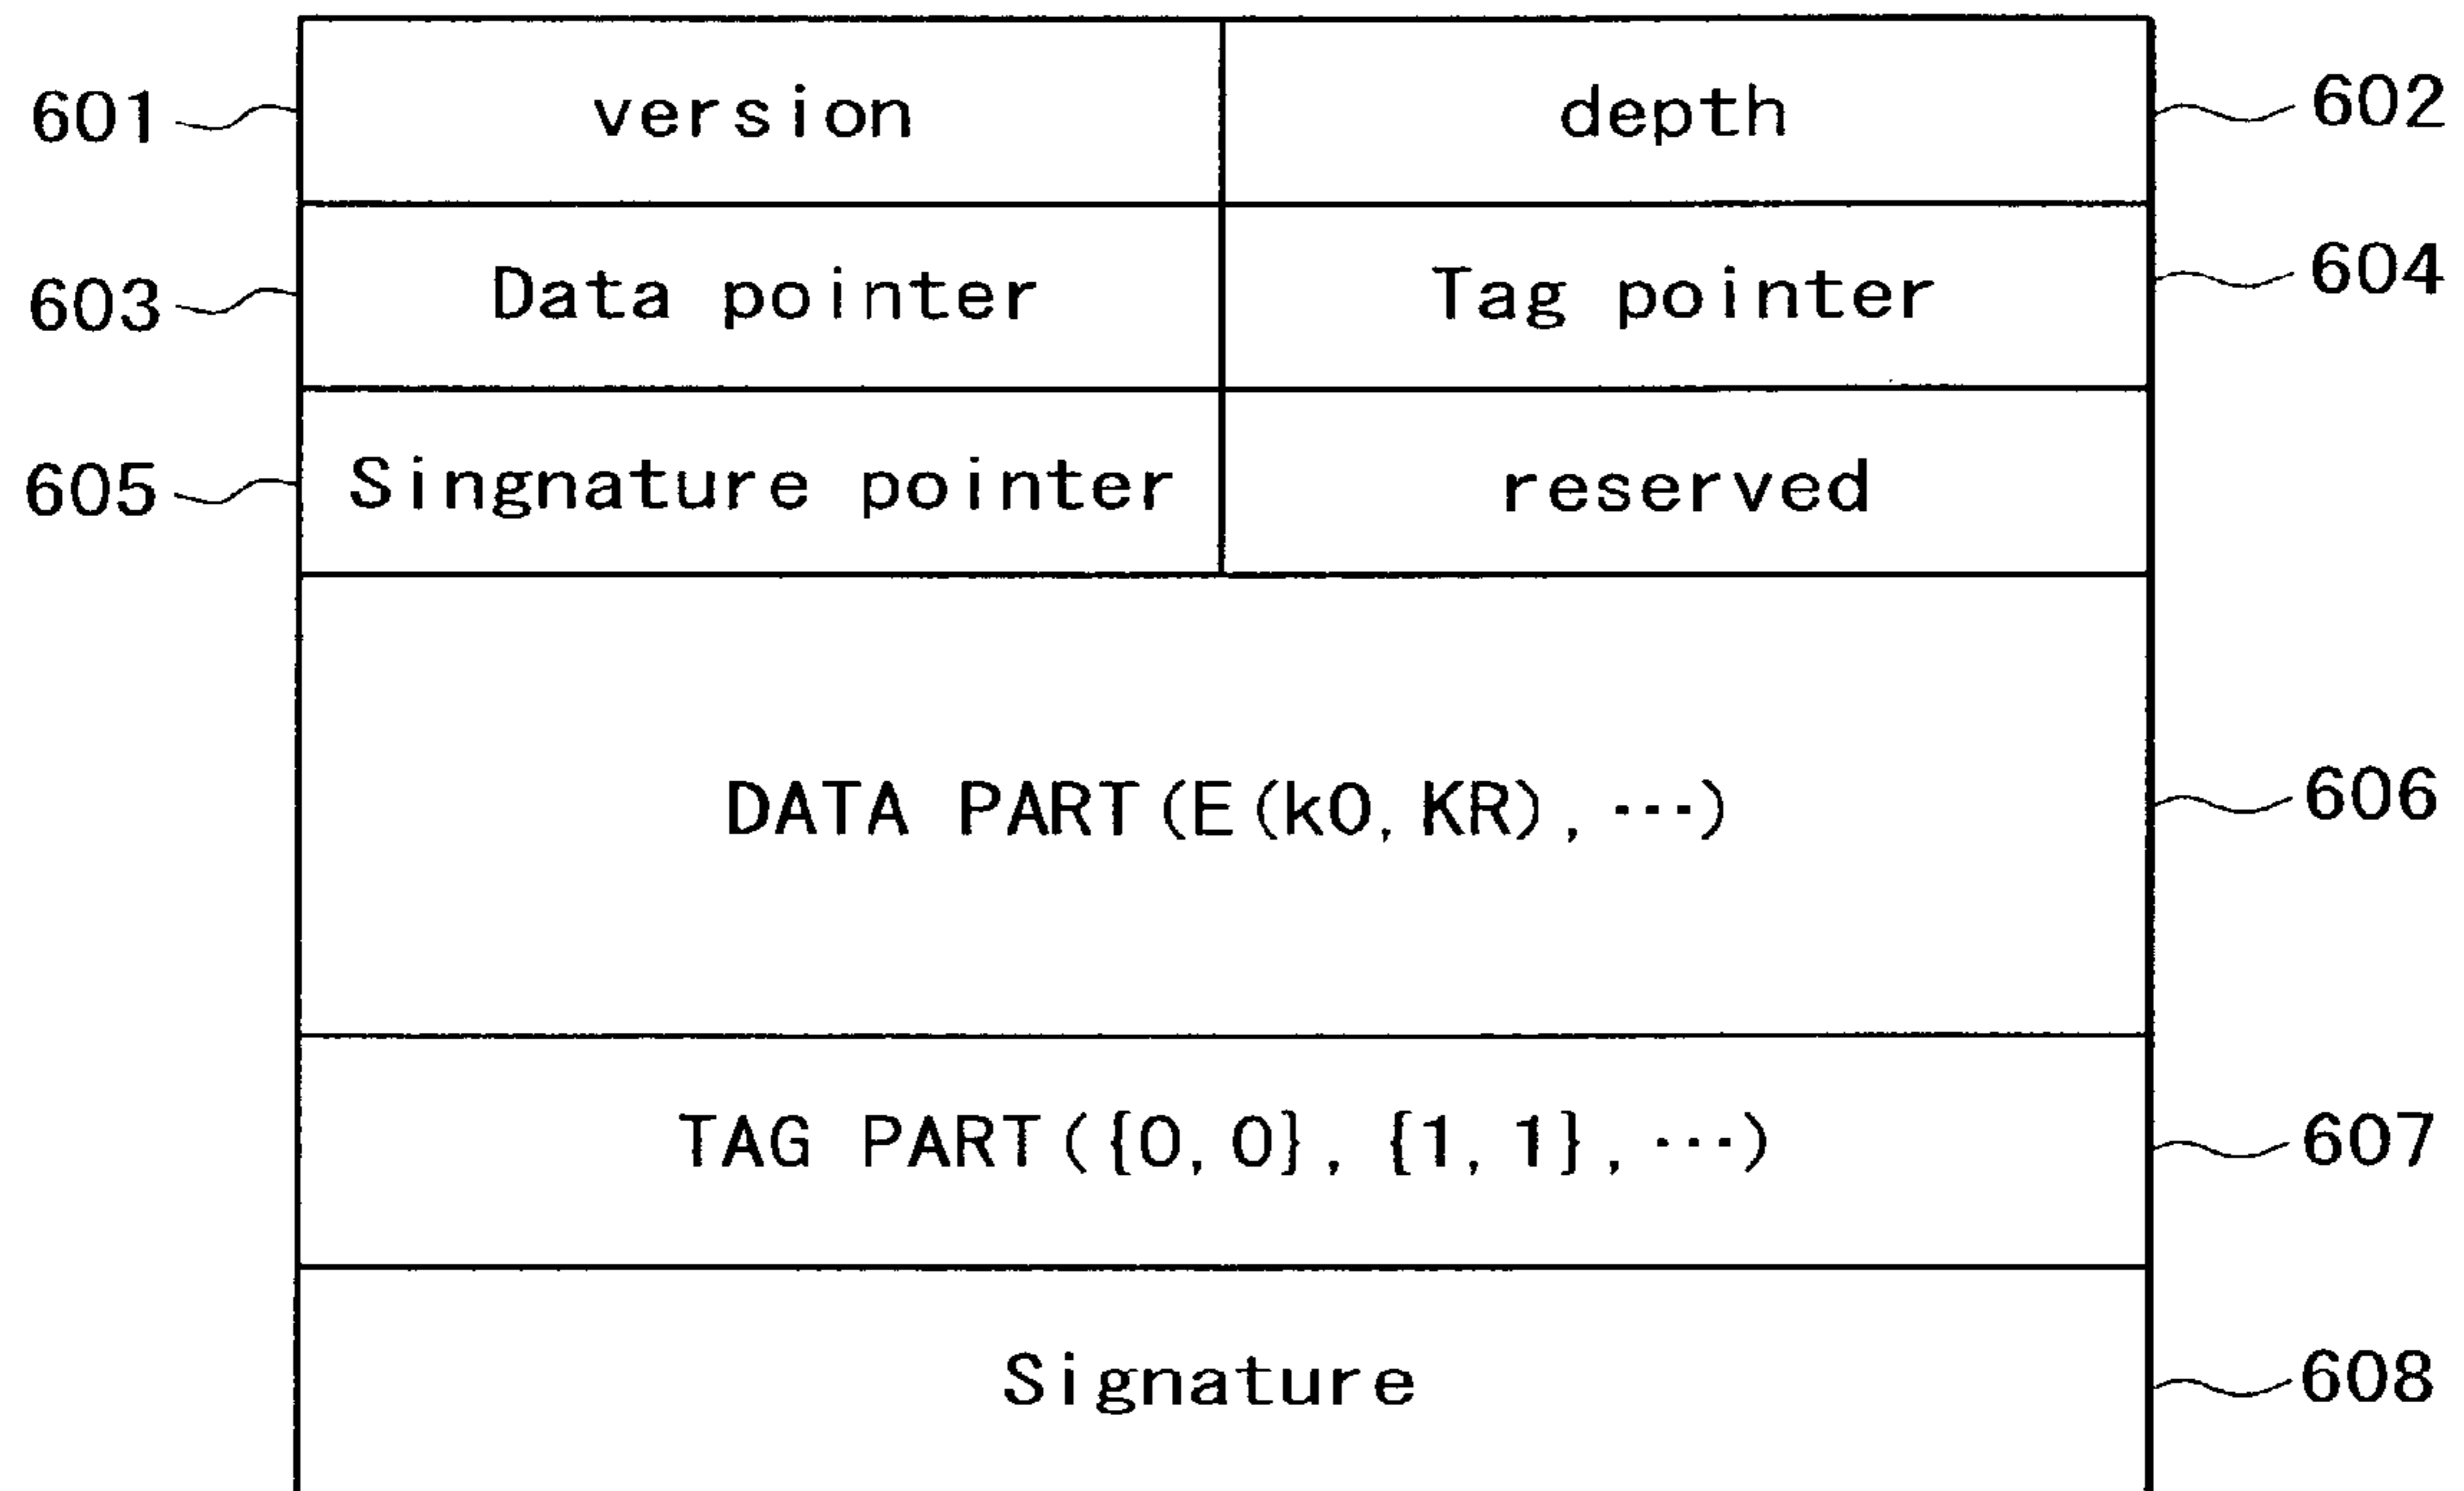 601 version depth 602
603 Data pointer Tag pointer 604
605 Singnature pointer reserved
DATA PART(E(k0,KR),···) 606
TAG PART({0,0},{1,1},···) 607
Signature 608